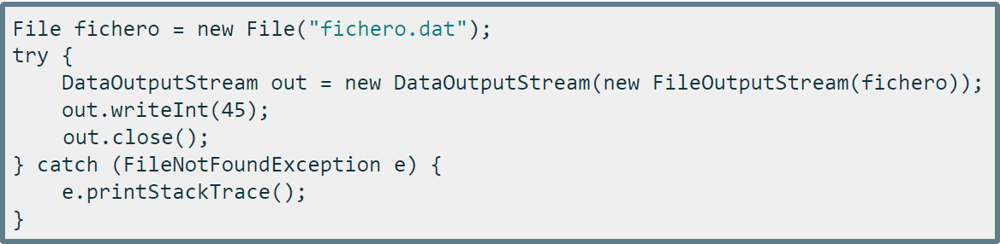 File fichero = new File("fichero.dat");
try {
    DataOutputStream out = new DataOutputStream(new FileOutputStream(fichero));
    out.writeInt(45);
    out.close();
} catch (FileNotFoundException e) {
    e.printStackTrace();
}